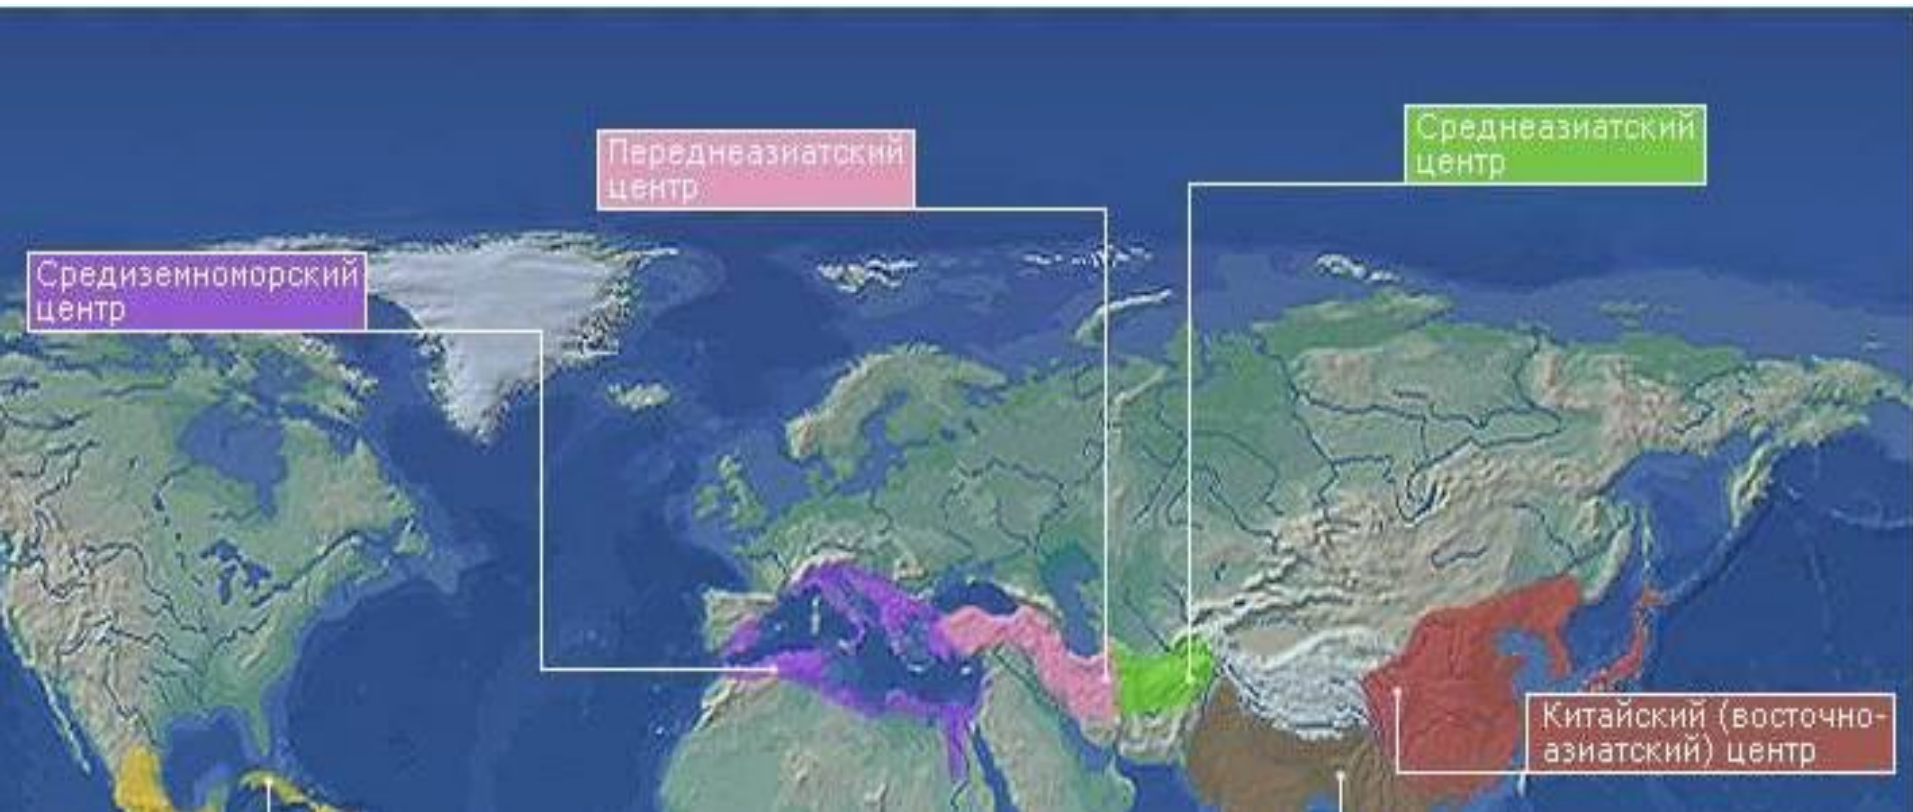 Среднеазиатский
центр
Переднеазиатский
центр
Средиземноморский
центр
Китайский (восточно-
азиатский) центр